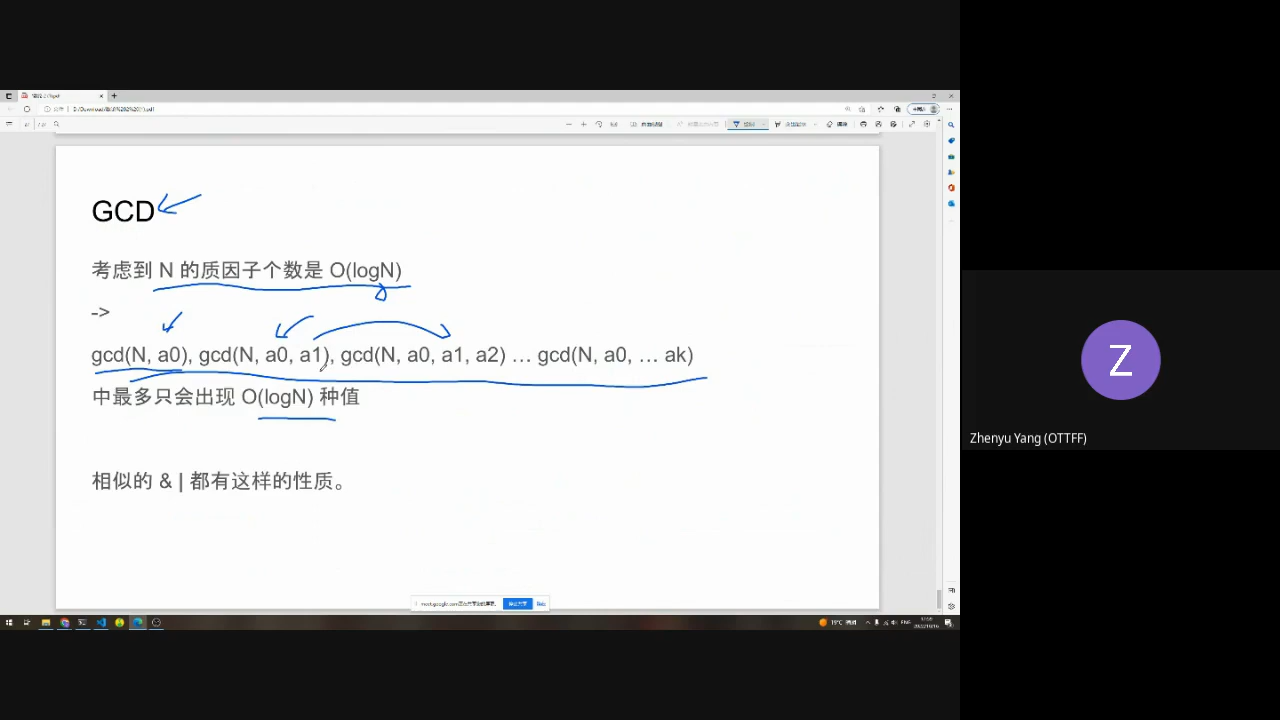 GCD
考虑到 N 的质因子个数是 O(logN)
->
gcd(N, a0), gcd(N, a0, a1), gcd(N, a0, a1, a2) … gcd(N, a0, … ak)
中最多只会出现 O(logN) 种值
相似的 & | 都有这样的性质。
Z
Zhenyu Yang (OTTFF)